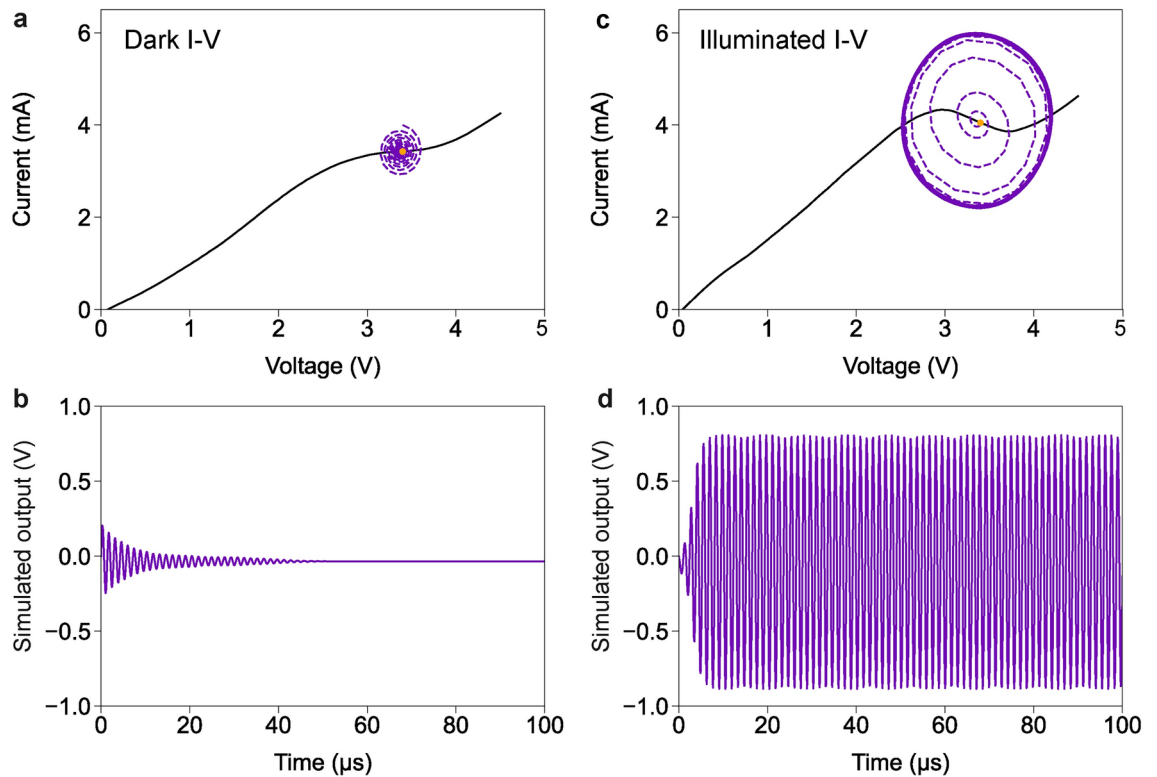 a
Dark I-V
6
4
2
0
0 1 2 3 4 5
Current (mA)
Voltage (V)
c
Illuminated I-V
6
4
2
0
0 1 2 3 4 5
Current (mA)
Voltage (V)
b
1.0
0.5
0.0
−0.5
−1.0
0 20 40 60 80 100
Simulated output (V)
Time (μs)
d
1.0
0.5
0.0
−0.5
−1.0
0 20 40 60 80 100
Simulated output (V)
Time (μs)